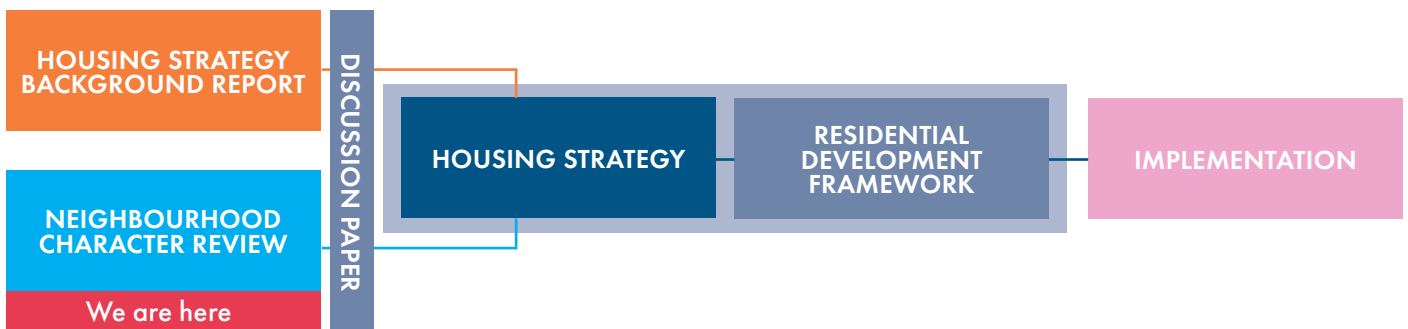 HOUSING STRATEGY
BACKGROUND REPORT
NEIGHBOURHOOD
CHARACTER REVIEW
We are here
DISCUSSION PAPER
HOUSING STRATEGY
RESIDENTIAL
DEVELOPMENT
FRAMEWORK
IMPLEMENTATION